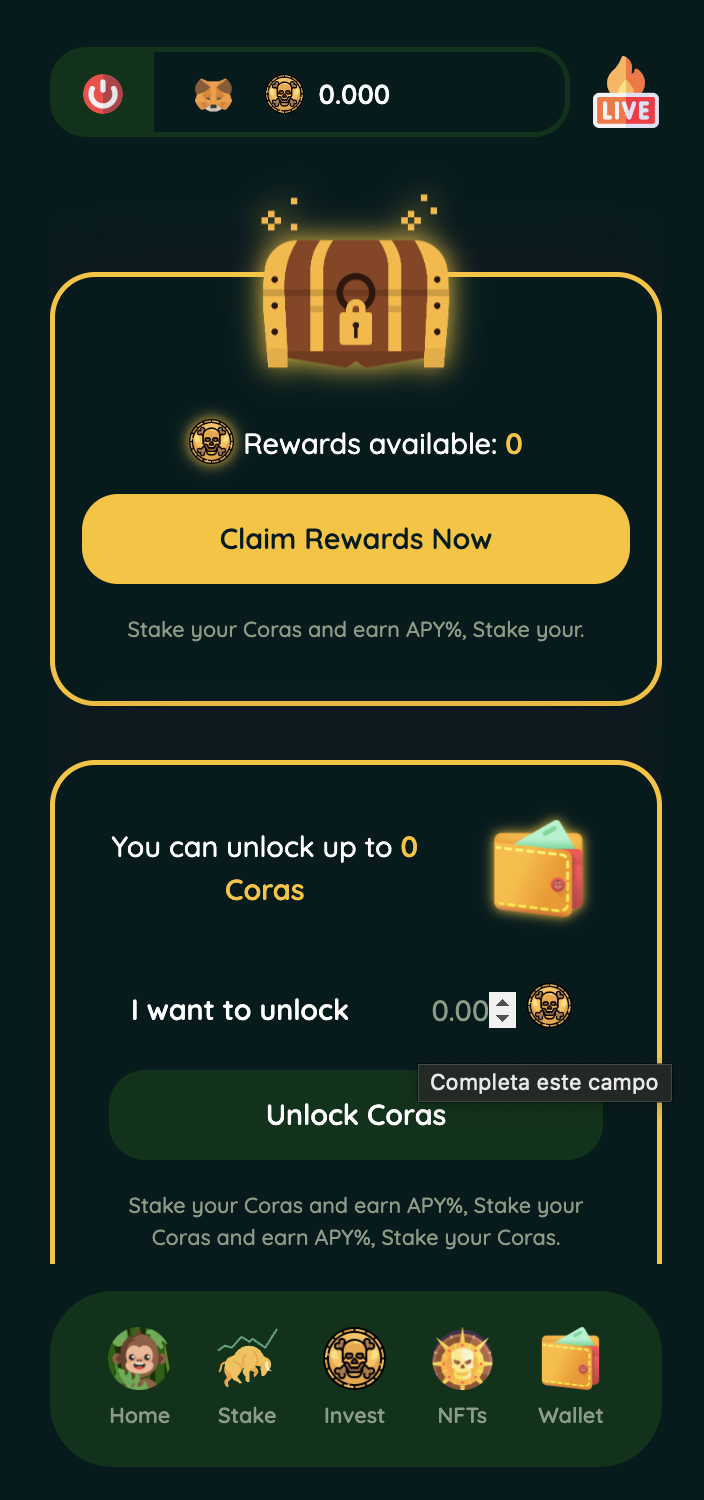 0.000
LIVE
Rewards available: 0
Claim Rewards Now
Stake your Coras and earn APY%, Stake your.
You can unlock up to 0
Coras
I want to unlock
0.00
Completa este campo
Unlock Coras
Stake your Coras and earn APY%, Stake your
Coras and earn APY%, Stake your Coras.
Home
Stake
Invest
NFTs
Wallet